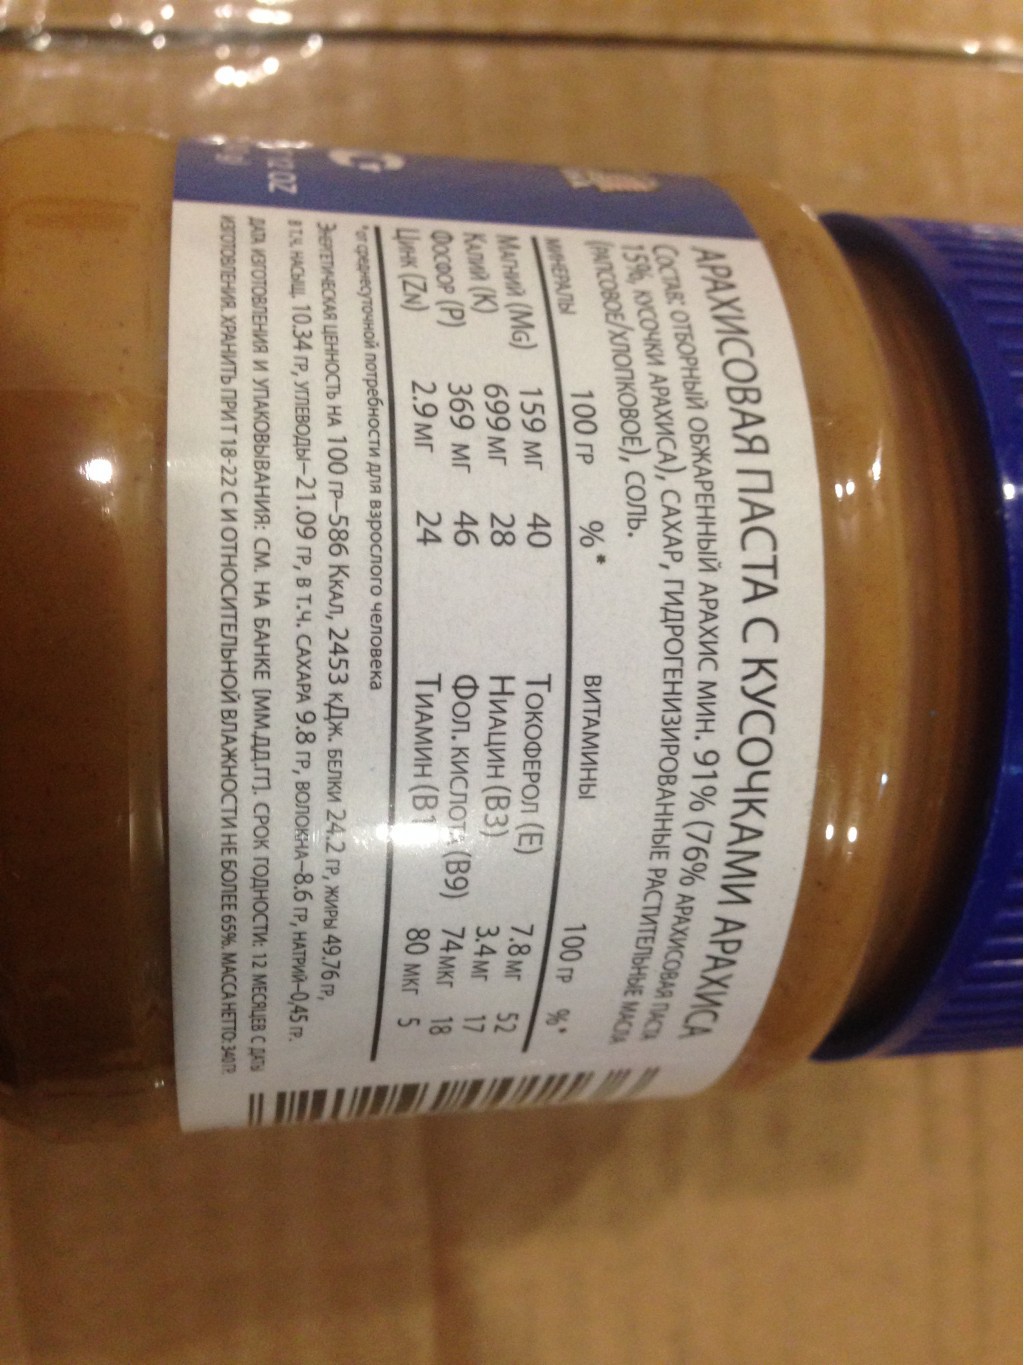 АРАХИСОВАЯ ПАСТА С КУСОЧКАМИ АРАХИСА
СОСТАВ: ОТБОРНЫЙ ОБЖАРЕННЫЙ АРАХИС МИН. 91% (76% АРАХИСОВАЯ ПАСТА
15%, КУСОЧКИ АРАХИСА), САХАР, ГИДРОГЕНИЗИРОВАННЫЕ РАСТИТЕЛЬНЫЕ МАСЛА
(РАПСОВОЕ/ХЛОПКОВОЕ), СОЛЬ.
МИНЕРАЛЫ 100 ГР %* ВИТАМИНЫ 100 ГР %*
МАГНИЙ (MG) 159 МГ 40 ТОКОФЕРОЛ (Е) 7.8 МГ 52
КАЛИЙ (К) 699 МГ 28 НИАЦИН (В3) 3.4 МГ 17
ФОСФОР (Р) 369 МГ 46 ФОЛ. КИСЛОТА (В9) 74 МКГ 18
ЦИНК (ZN) 2.9 МГ 24 ТИАМИН (В1 80 МКГ 5
*от среднесуточной потребности для взрослого человека
ЭНЕРГЕТИЧЕСКАЯ ЦЕННОСТЬ НА 100 ГР–586 ККАЛ, 2453 КДЖ. БЕЛКИ 24.2 ГР, ЖИРЫ 49.76 ГР,
В Т.Ч. НАСЫЩ. 10.34 ГР, УГЛЕВОДЫ–21.09 ГР, В Т.Ч. САХАРА 9.8 ГР, ВОЛОКНА–8.6 ГР, НАТРИЙ–0,45 ГР.
ДАТА ИЗГОТОВЛЕНИЯ И УПАКОВЫВАНИЯ: СМ. НА БАНКЕ [ММ.ДД.ГГ]. СРОК ГОДНОСТИ: 12 МЕСЯЦЕВ С ДАТЫ
ИЗГОТОВЛЕНИЯ. ХРАНИТЬ ПРИ Т 18-22 С И ОТНОСИТЕЛЬНОЙ ВЛАЖНОСТИ НЕ БОЛЕЕ 65%. МАССА НЕТТО: 340 ГР.
Cr
12 OZ